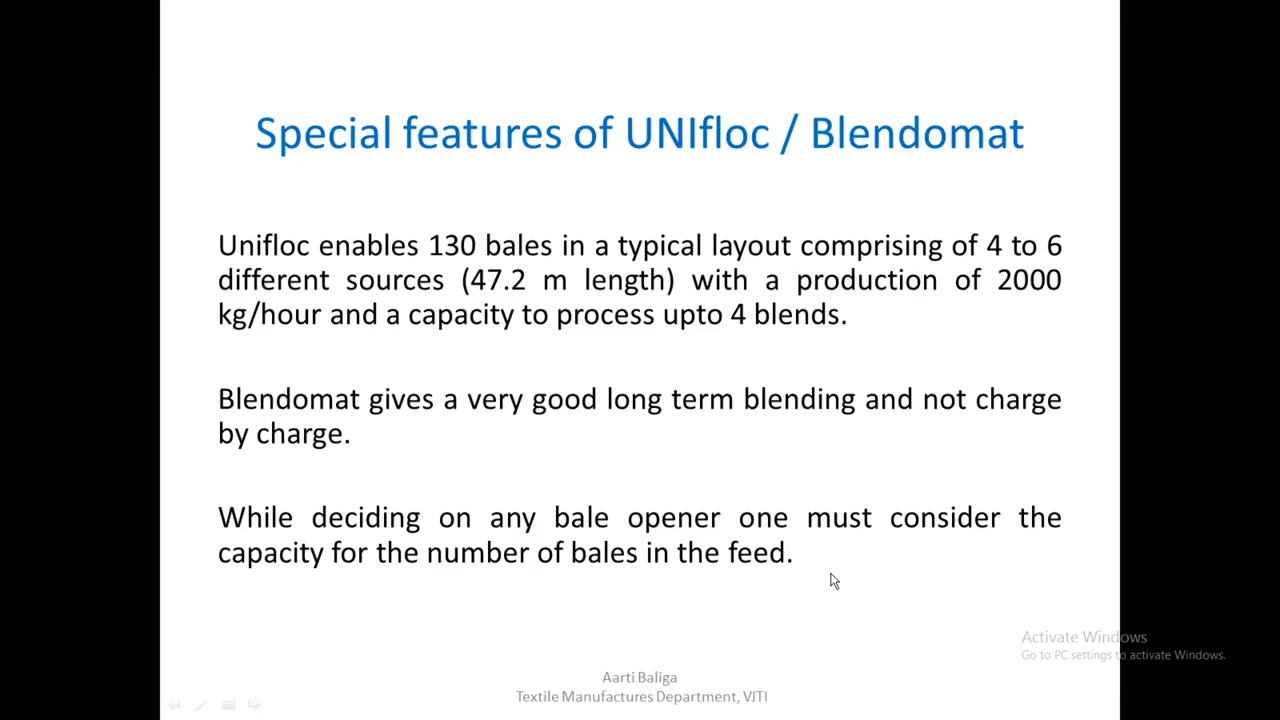 Special features of UNIfloc / Blendomat
Unifloc enables 130 bales in a typical layout comprising of 4 to 6
different sources (47.2 m length) with a production of 2000
kg/hour and a capacity to process upto 4 blends.
Blendomat gives a very good long term blending and not charge
by charge.
While deciding on any bale opener one must consider the
capacity for the number of bales in the feed.
Activate Windows
Go to PC settings to activate Windows.
Aarti Baliga
Textile Manufactures Department, VJTI